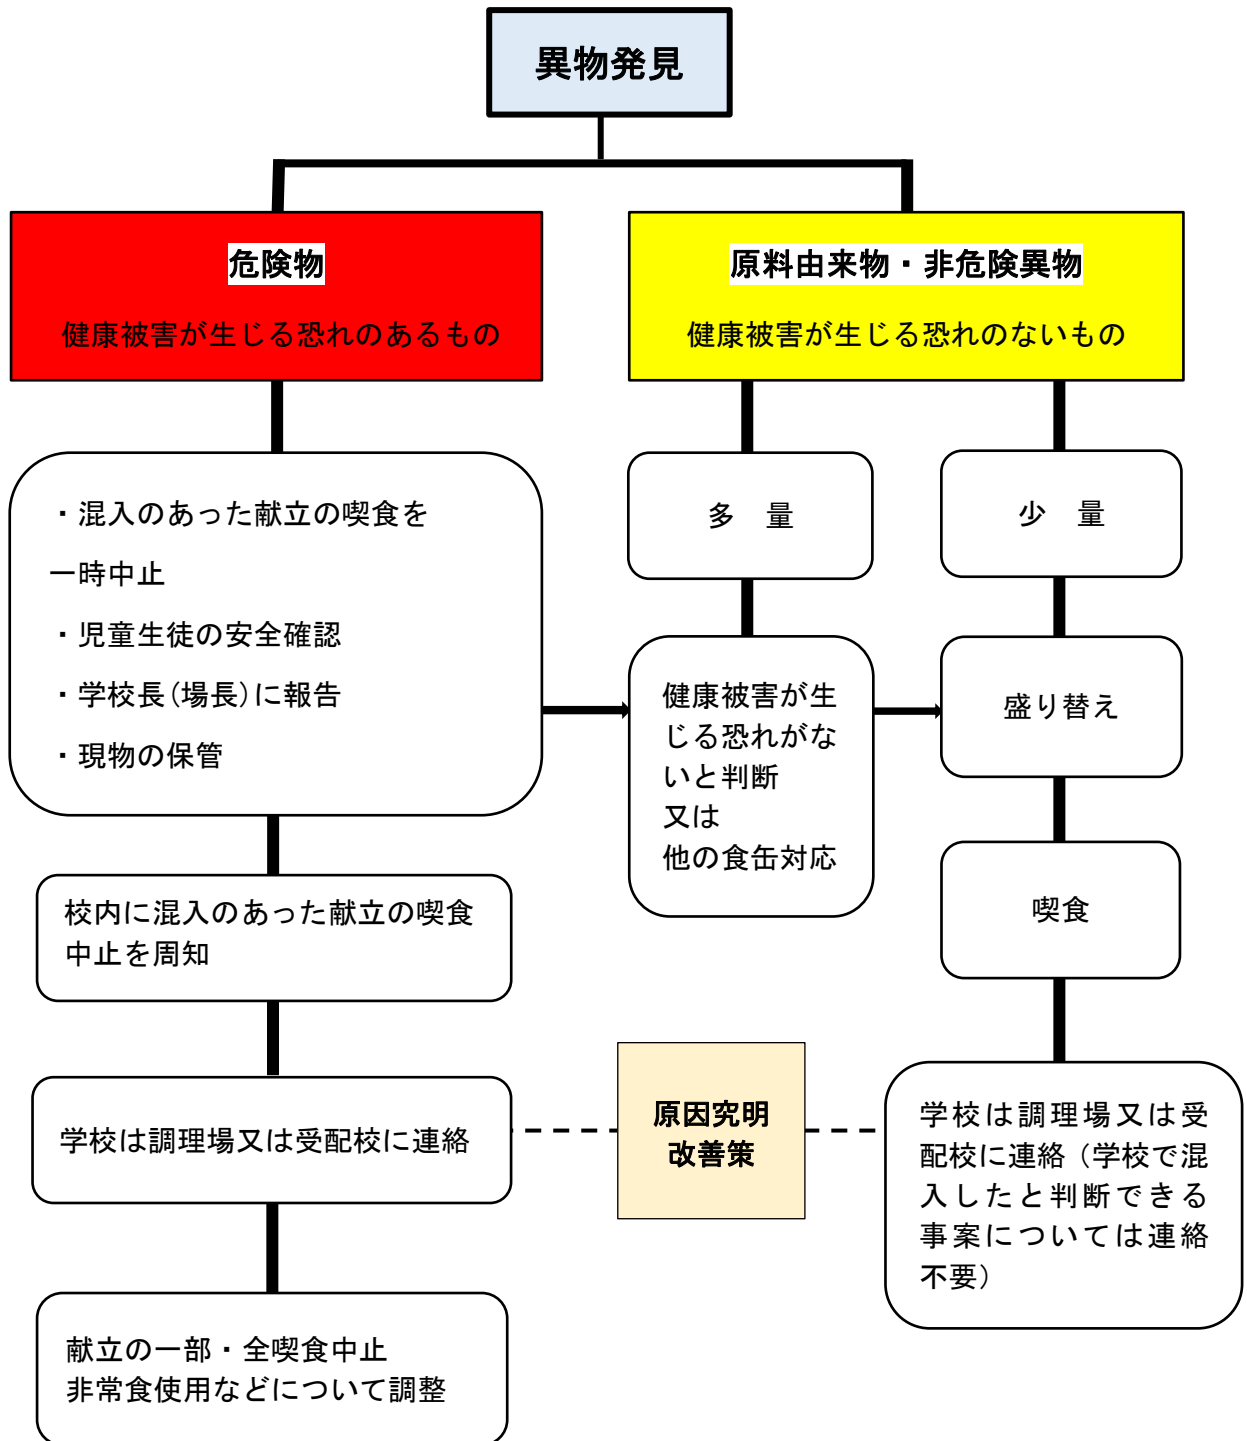 異物発見
危険物
健康被害が生じる恐れのあるもの
原料由来物・非危険異物
健康被害が生じる恐れのないもの
・混入のあった献立の喫食を
一時中止
・児童生徒の安全確認
・学校長(場長)に報告
・現物の保管
多　量
少　量
健康被害が生
じる恐れがな
いと判断
又は
他の食缶対応
盛り替え
校内に混入のあった献立の喫食
中止を周知
喫食
学校は調理場又は受配校に連絡
原因究明
改善策
学校は調理場又は受
配校に連絡（学校で混
入したと判断できる
事案については連絡
不要）
献立の一部・全喫食中止
非常食使用などについて調整